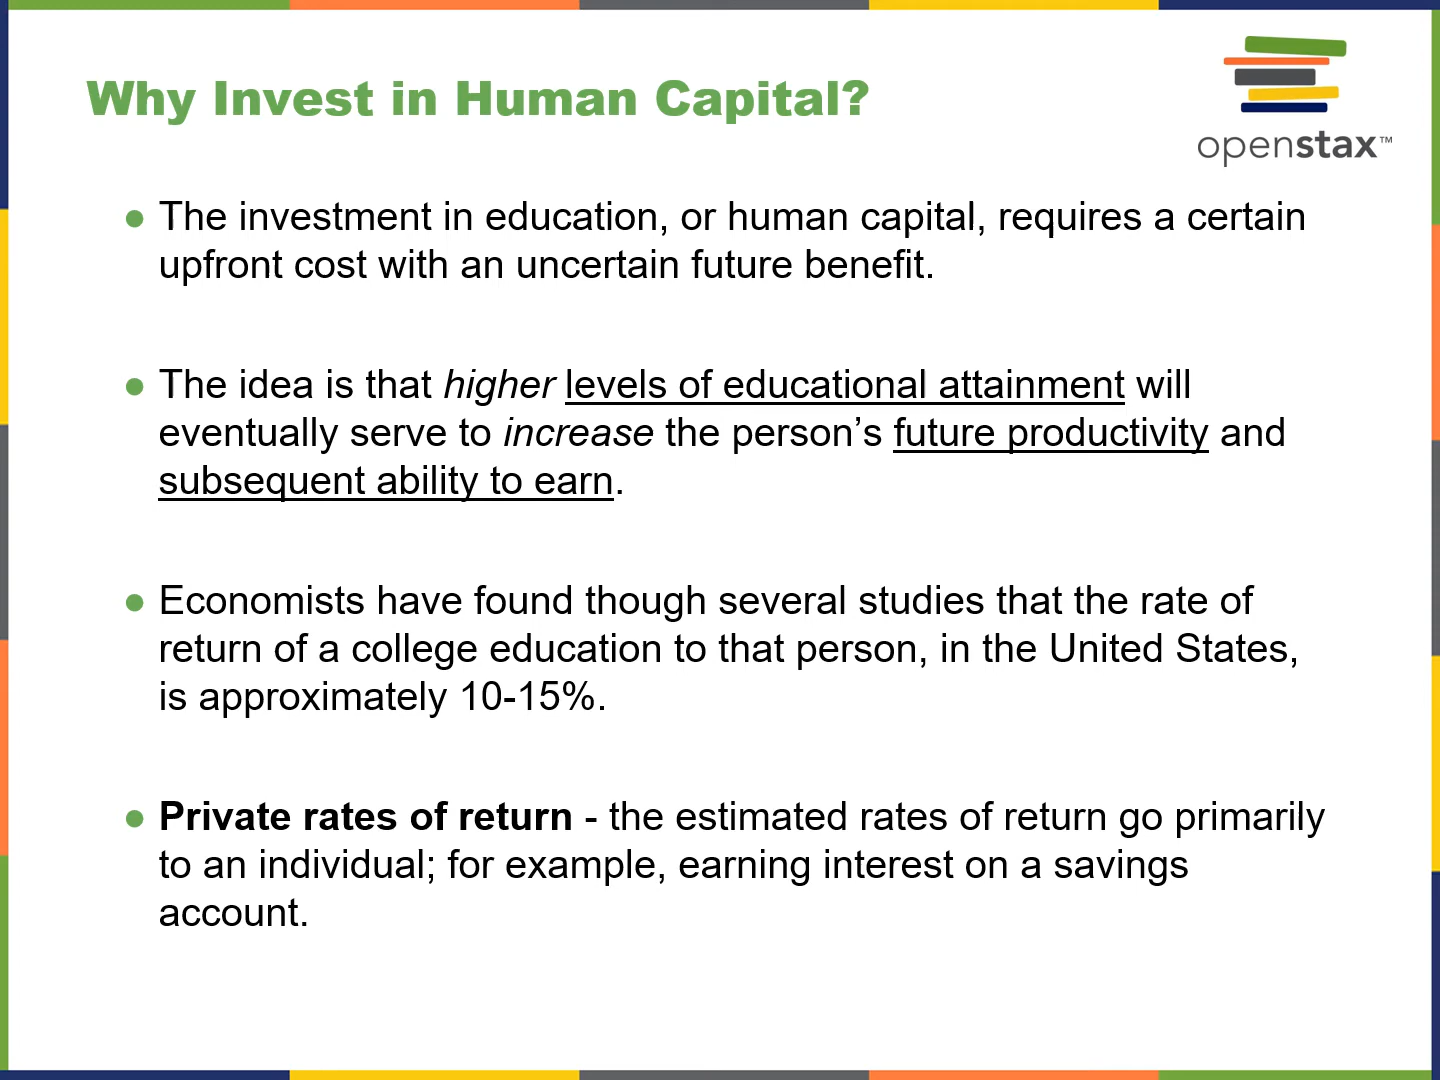 Why Invest in Human Capital?
openstax™
● The investment in education, or human capital, requires a certain
upfront cost with an uncertain future benefit.
● The idea is that higher levels of educational attainment will
eventually serve to increase the person’s future productivity and
subsequent ability to earn.
● Economists have found though several studies that the rate of
return of a college education to that person, in the United States,
is approximately 10-15%.
● Private rates of return - the estimated rates of return go primarily
to an individual; for example, earning interest on a savings
account.